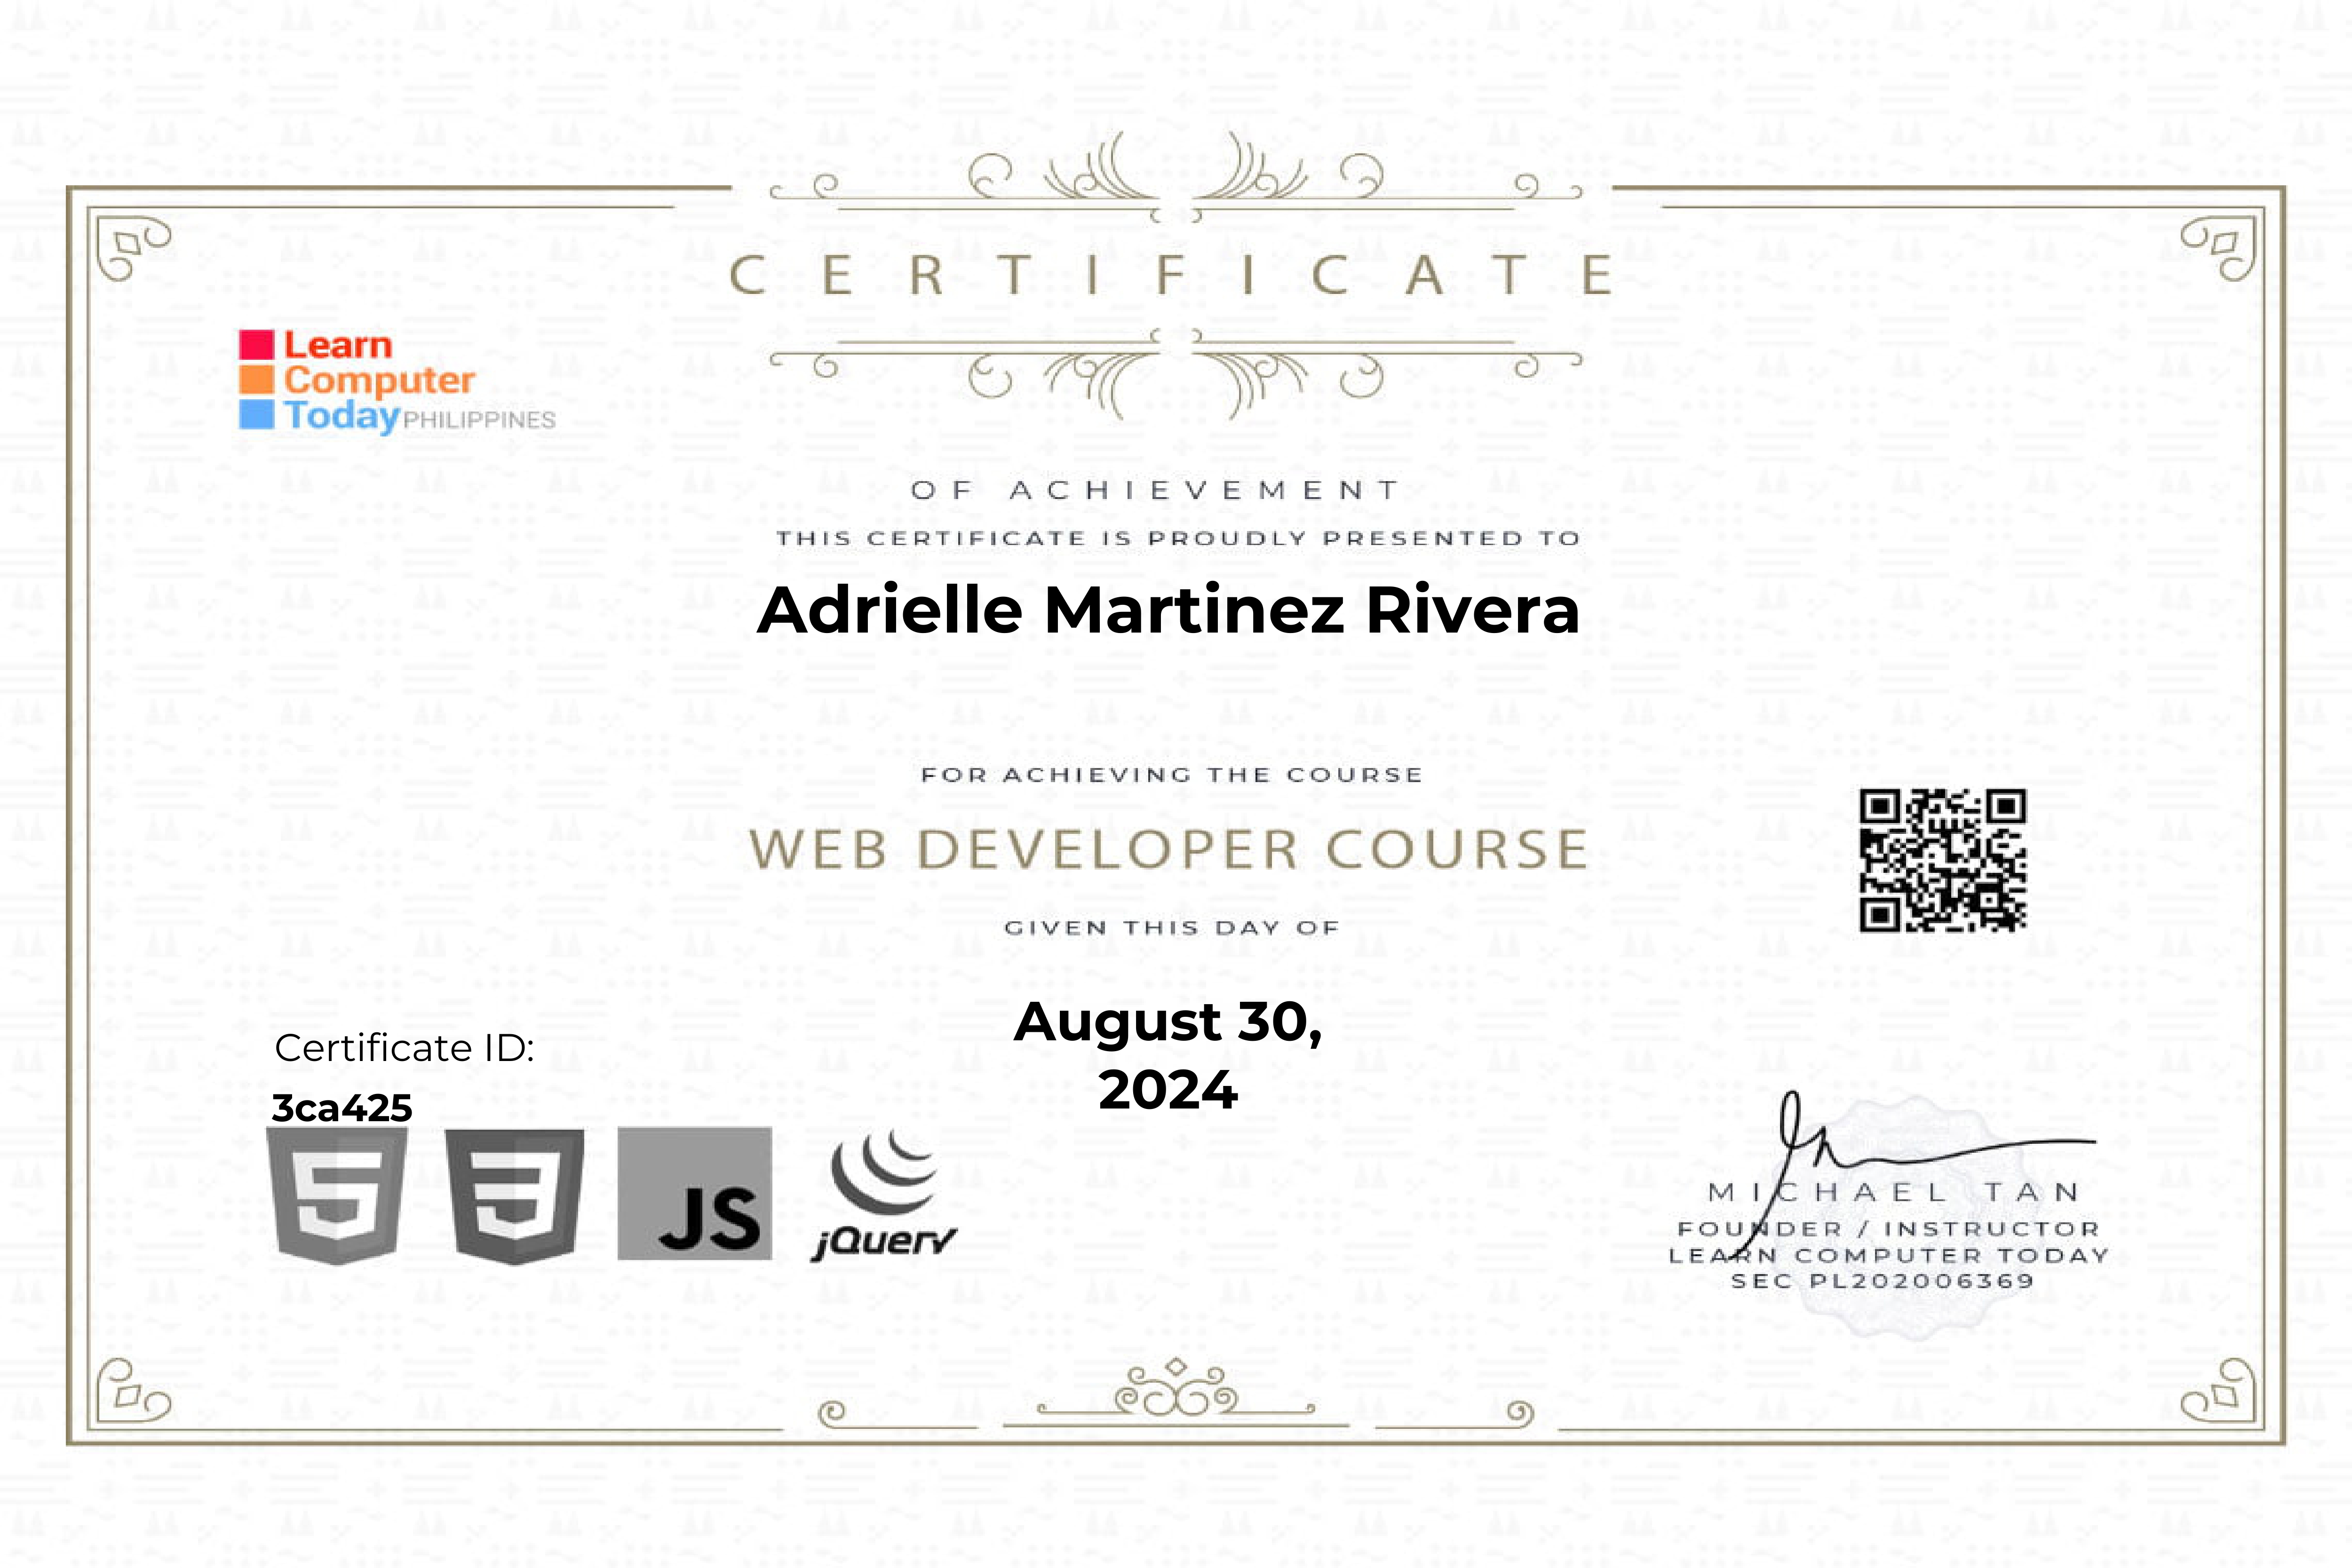 CERTIFICATE
Learn
Computer
Today PHILIPPINES
OF ACHIEVEMENT
THIS CERTIFICATE IS PROUDLY PRESENTED TO
Adrielle Martinez Rivera
FOR ACHIEVING THE COURSE
WEB DEVELOPER COURSE
GIVEN THIS DAY OF
August 30,
2024
Certificate ID:
3ca425
5
3
JS
jQuery
MICHAEL TAN
FOUNDER / INSTRUCTOR
LEARN COMPUTER TODAY
SEC PL202006369